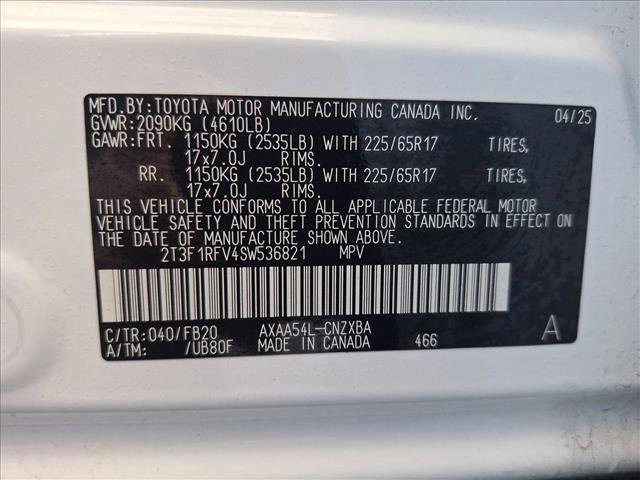 MFD.BY:TOYOTA MOTOR MANUFACTURING CANADA INC. 04/25
GVWR:2090KG (4610LB)
GAWR:FRT. 1150KG (2535LB) WITH 225/65R17 TIRES,
17x7.0J RIMS.
RR. 1150KG (2535LB) WITH 225/65R17 TIRES,
17x7.0J RIMS.
THIS VEHICLE CONFORMS TO ALL APPLICABLE FEDERAL MOTOR
VEHICLE SAFETY AND THEFT PREVENTION STANDARDS IN EFFECT ON
THE DATE OF MANUFACTURE SHOWN ABOVE.
2T3F1RFV4SW536821 MPV
C/TR:040/FB20 AXAA54L-CNZXBA A
A/TM: /UB80F MADE IN CANADA 466